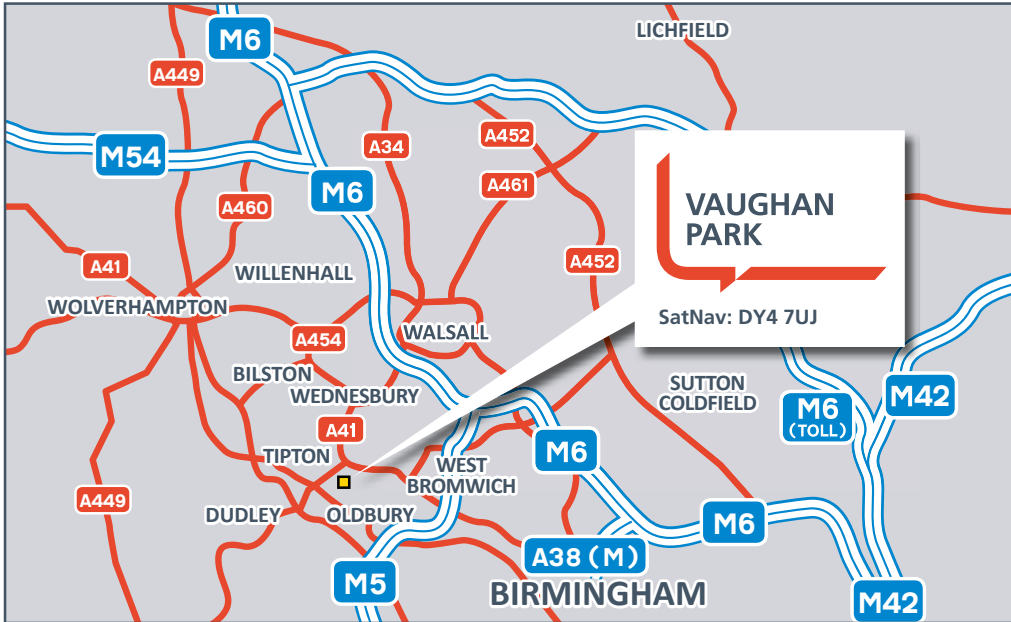 LICHFIELD
M6
A449
M54
A34
A452
M6
A461
A460
VAUGHAN
PARK
SatNav: DY4 7UJ
A41
WILLENHALL
A452
WOLVERHAMPTON
A454
WALSALL
BILSTON
WEDNESBURY
SUTTON
COLDFIELD
M6
(TOLL)
M42
A41
TIPTON
M6
WEST
BROMWICH
A449
DUDLEY
OLDBURY
M6
A38 (M)
M5
BIRMINGHAM
M42